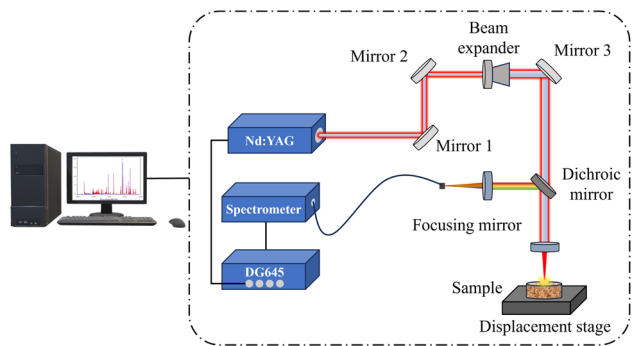 Beam
expander
Mirror 2
Mirror 3
Nd:YAG
Mirror 1
Dichroic
mirror
Spectrometer
Focusing mirror
DG645
Sample
Displacement stage